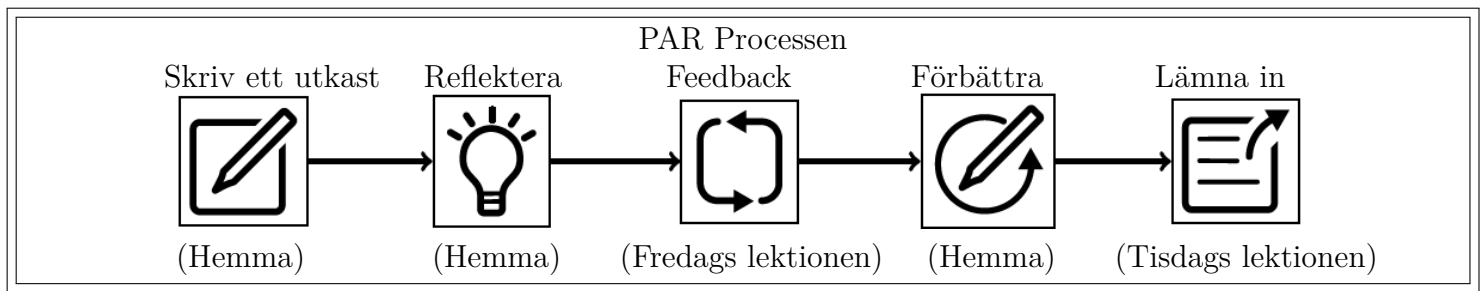 PAR Processen
Skriv ett utkast Reflektera Feedback Förbättra Lämna in
(Hemma) (Hemma) (Fredags lektionen) (Hemma) (Tisdags lektionen)